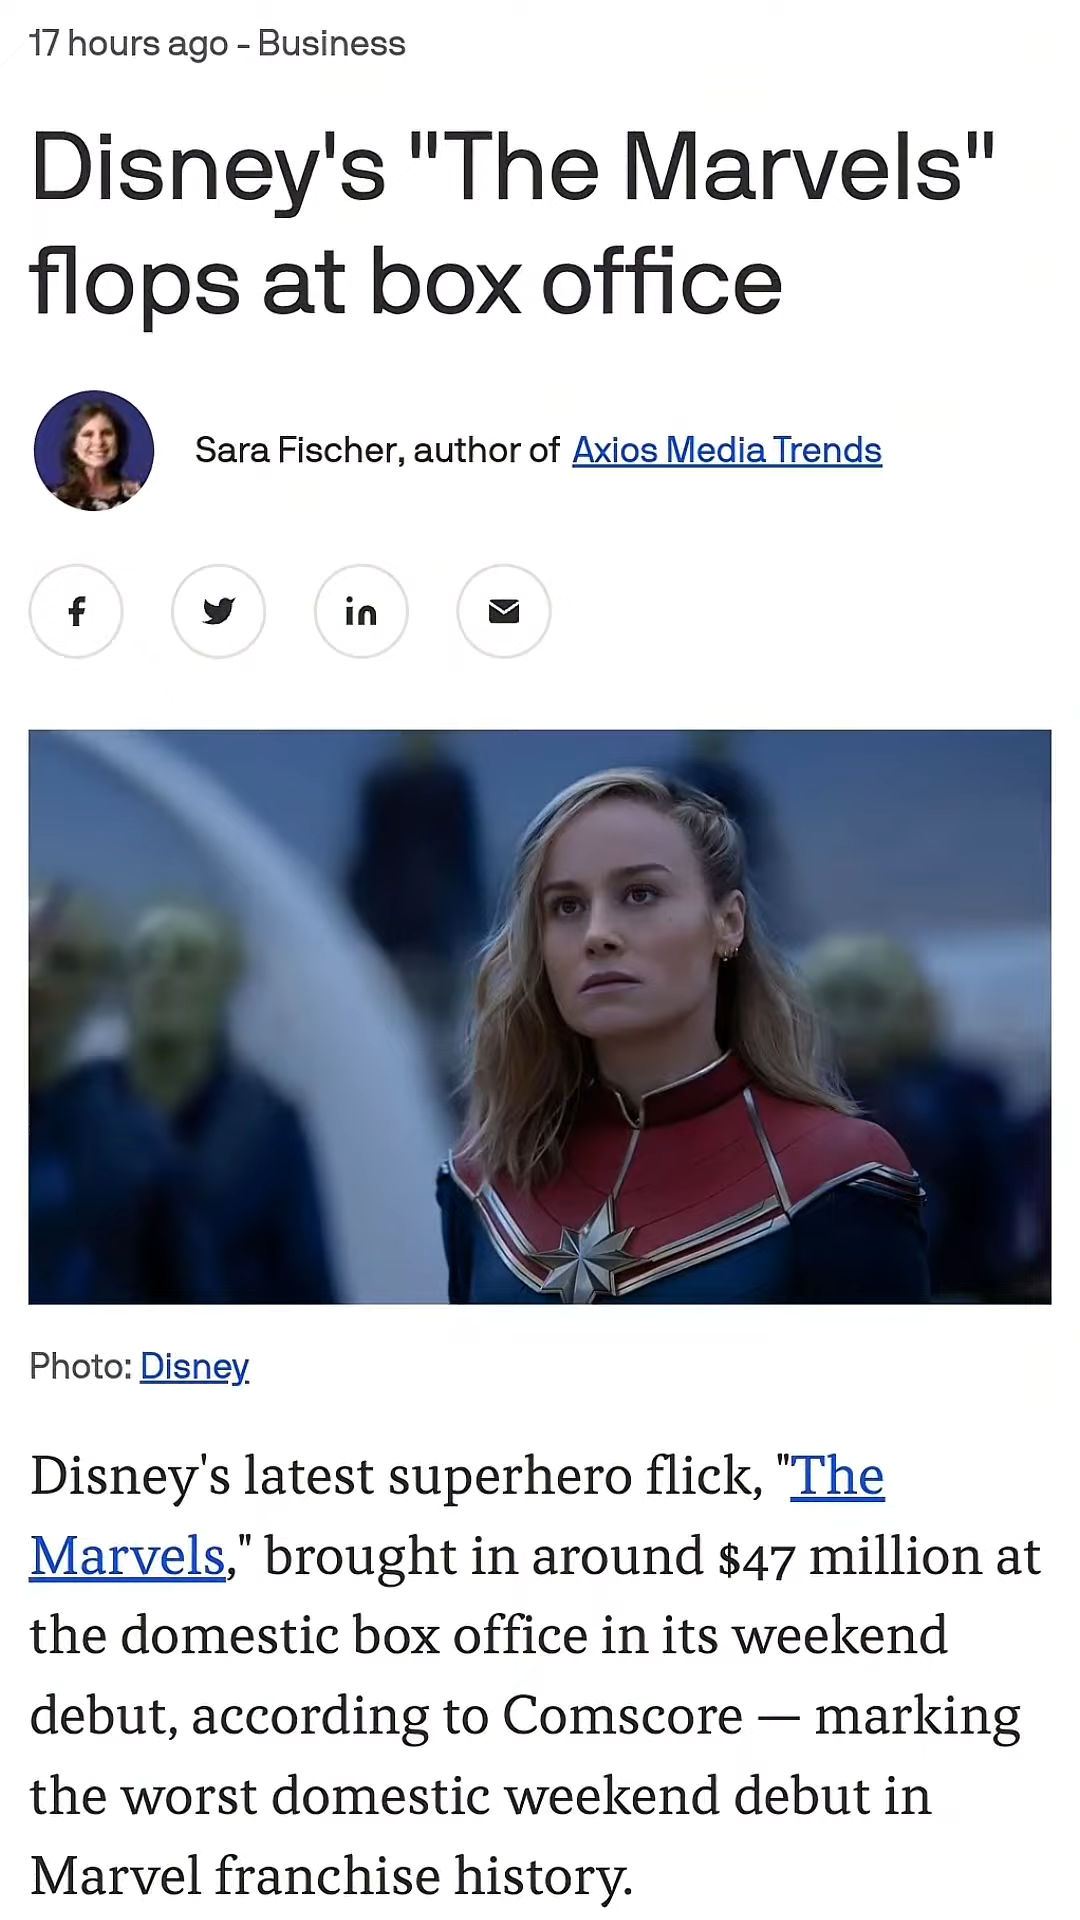 17 hours ago - Business
Disney's "The Marvels"
flops at box office
Sara Fischer, author of Axios Media Trends
f
in
Photo: Disney
Disney's latest superhero flick, "The
Marvels," brought in around $47 million at
the domestic box office in its weekend
debut, according to Comscore — marking
the worst domestic weekend debut in
Marvel franchise history.